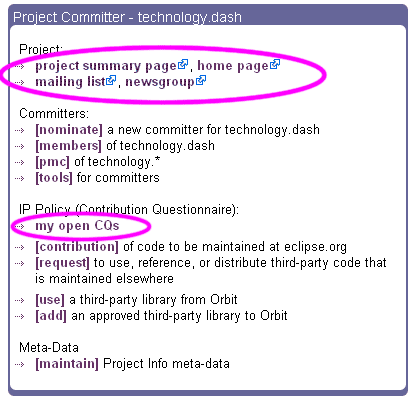 Project Committer - technology.dash
Project:
project summary page, home page
mailing list, newsgroup
Committers:
[nominate] a new committer for technology.dash
[members] of technology.dash
[pmc] of technology.*
[tools] for committers
IP Policy (Contribution Questionnaire):
my open CQs
[contribution] of code to be maintained at eclipse.org
[request] to use, reference, or distribute third-party code that
is maintained elsewhere
[use] a third-party library from Orbit
[add] an approved third-party library to Orbit
Meta-Data
[maintain] Project Info meta-data